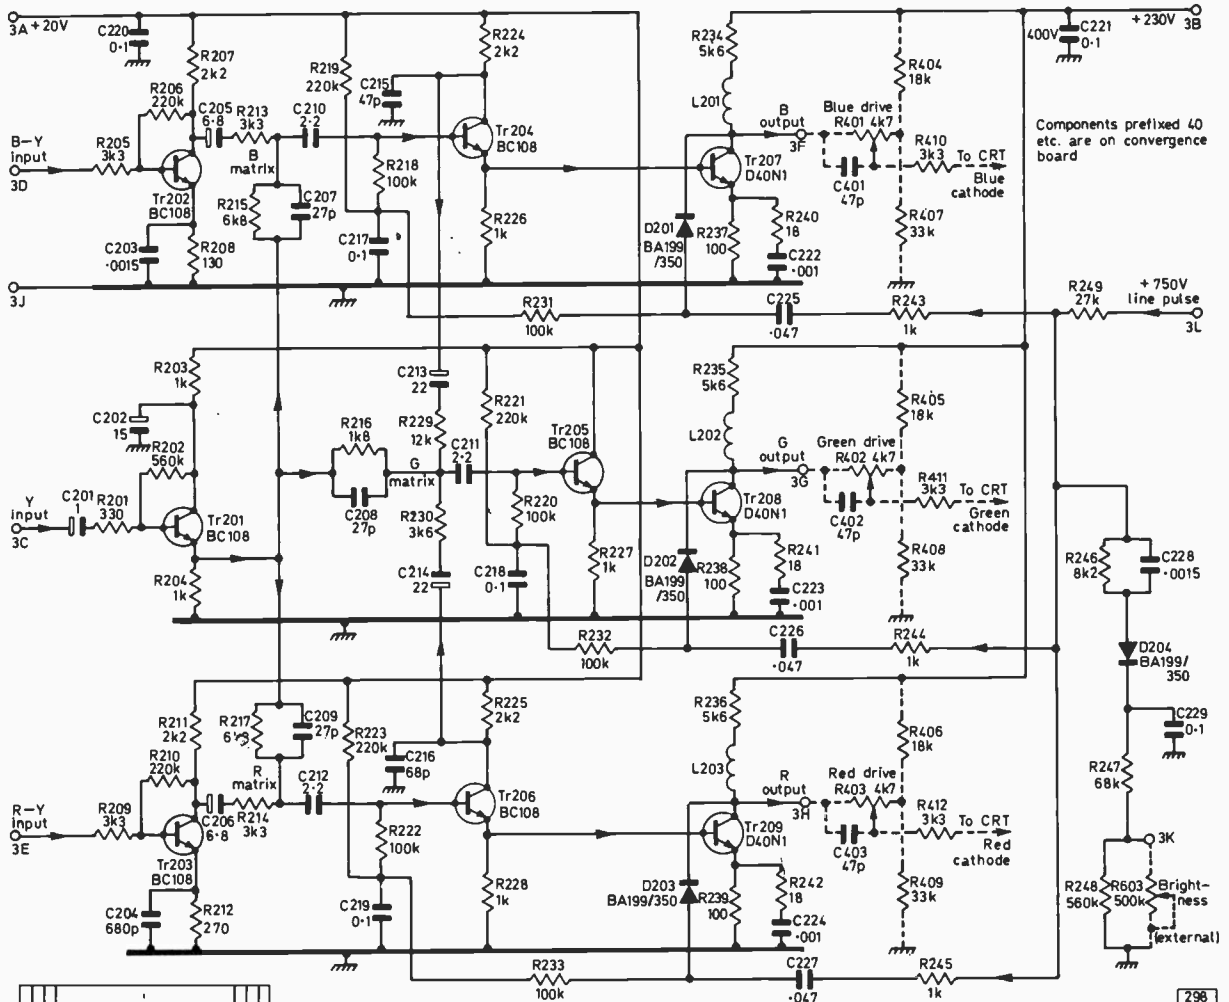 3A +20V
C220
0·1
R207
2k2
R206
220k
C205
6·8
R213
3k3
C210
2·2
R219
220k
C215
47p
R224
2k2
Tr204
BC108
B-Y
input
3D
R205
3k3
Tr202
BC108
B
matrix
R215
6k8
C207
27p
R218
100k
C203
·0015
R208
130
C217
0·1
R226
1k
3J
R231
100k
R234
5k6
L201
B
output
3F
Tr207
D40N1
D201
BA199
/350
R237
100
R240
18
C222
·001
Blue drive
R401 4k7
C401
47p
R404
18k
R410
3k3
To CRT
Blue
cathode
R407
33k
400V
C221
0·1
+230V
3B
Components prefixed 40
etc. are on convergence
board
C225
·047
R243
1k
R249
27k
+750V
line pulse
3L
R203
1k
C202
15
R202
560k
Y
input
3C
C201
1
R201
330
Tr201
BC108
R204
1k
R216
1k8
C208
27p
C213
22
R229
12k
G
matrix
C211
2·2
R230
3k6
C214
22
R221
220k
R220
100k
C218
0·1
Tr205
BC108
R227
1k
R232
100k
R235
5k6
L202
G
output
3G
Tr208
D40N1
D202
BA199
/350
R238
100
R241
18
C223
·001
Green drive
R402 4k7
C402
47p
R405
18k
R411
3k3
To CRT
Green
cathode
R408
33k
C226
·047
R244
1k
R246
8k2
C228
·0015
D204
BA199/
350
C229
0·1
R247
68k
3K
R248
560k
R603
500k
Bright-
ness
(external)
R211
2k2
R210
220k
R-Y
input
3E
R209
3k3
C206
6·8
R214
3k3
Tr203
BC108
C204
680p
R212
270
R217
6k8
C209
27p
R
matrix
C212
2·2
R223
220k
C216
68p
R225
2k2
Tr206
BC108
R222
100k
C219
0·1
R228
1k
R233
100k
R236
5k6
L203
R
output
3H
Tr209
D40N1
D203
BA199/350
R239
100
R242
18
C224
·001
Red drive
R403 4k7
C403
47p
R406
18k
R412
3k3
To CRT
Red
cathode
R409
33k
C227
·047
R245
1k
298